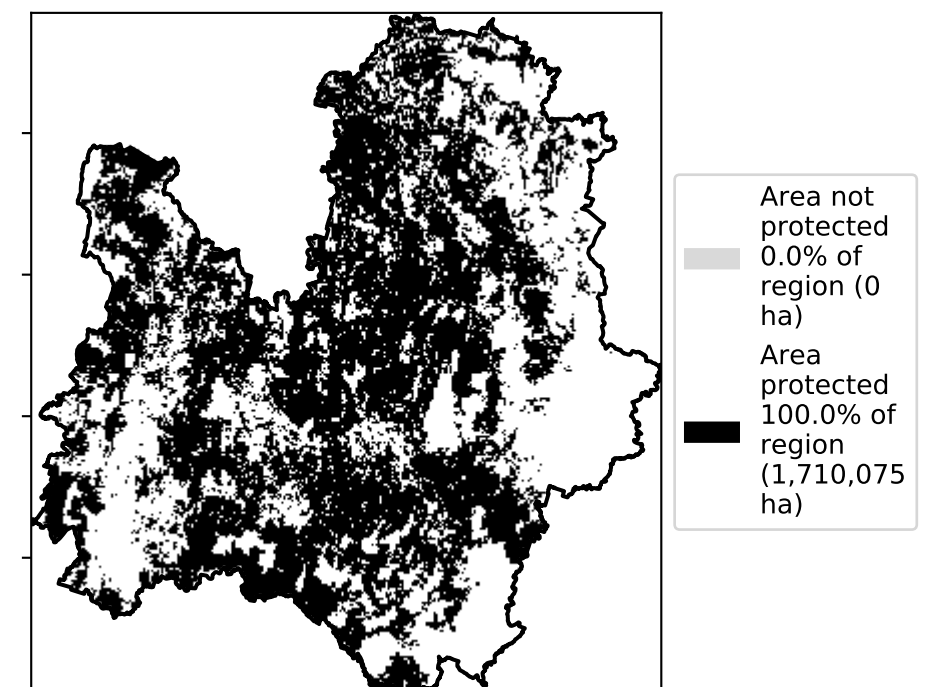 Area not
protected
0.0% of
region (0
ha)
Area
protected
100.0% of
region
(1,710,075
ha)